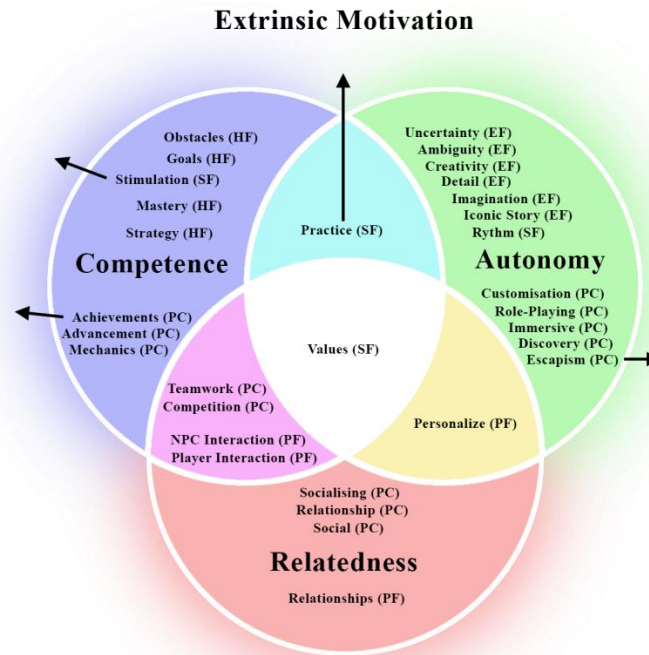 Extrinsic Motivation
Obstacles (HF)
Goals (HF)
Stimulation (SF)
Mastery (HF)
Strategy (HF)
Competence
Achievements (PC)
Advancement (PC)
Mechanics (PC)
Practice (SF)
Uncertainty (EF)
Ambiguity (EF)
Creativity (EF)
Detail (EF)
Imagination (EF)
Iconic Story (EF)
Rythm (SF)
Autonomy
Customisation (PC)
Role-Playing (PC)
Immersive (PC)
Discovery (PC)
Escapism (PC)
Values (SF)
Teamwork (PC)
Competition (PC)
NPC Interaction (PF)
Player Interaction (PF)
Personalize (PF)
Socialising (PC)
Relationship (PC)
Social (PC)
Relatedness
Relationships (PF)